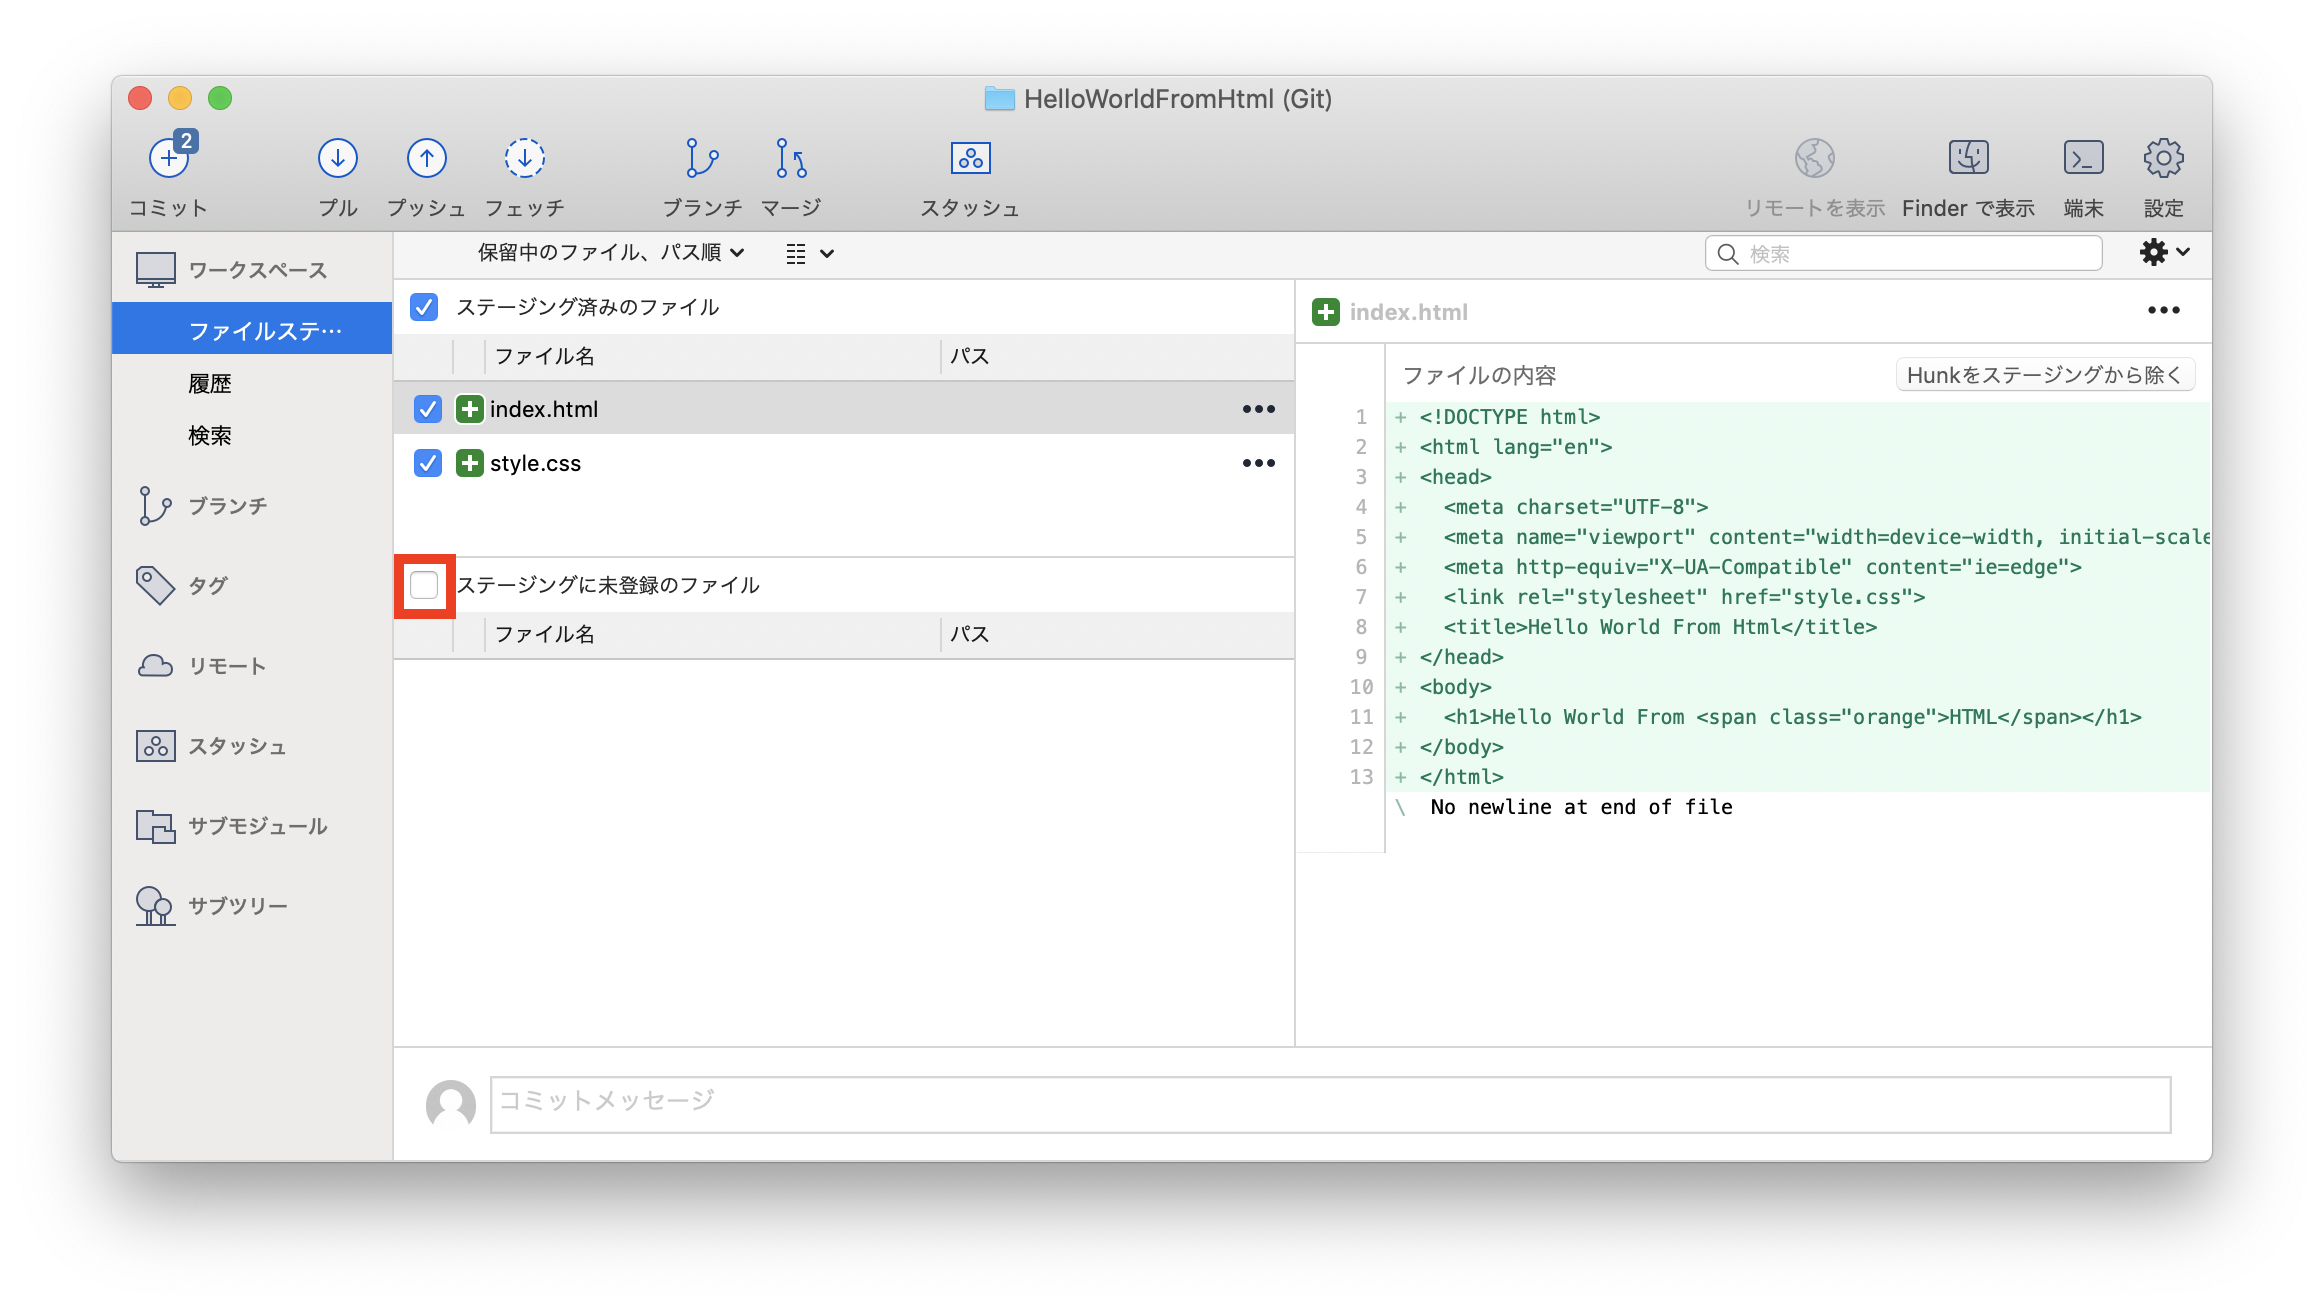 HelloWorldFromHtml (Git)
2
コミット
プル
プッシュ
フェッチ
ブランチ
マージ
スタッシュ
リモートを表示
Finder で表示
端末
設定
ワークスペース
ファイルステ…
履歴
検索
ブランチ
タグ
リモート
スタッシュ
サブモジュール
サブツリー
保留中のファイル、パス順
検索
ステージング済みのファイル
ファイル名 パス
index.html
style.css
ステージングに未登録のファイル
ファイル名 パス
index.html
ファイルの内容
Hunkをステージングから除く
1 + <!DOCTYPE html>
2 + <html lang="en">
3 + <head>
4 + <meta charset="UTF-8">
5 + <meta name="viewport" content="width=device-width, initial-scale
6 + <meta http-equiv="X-UA-Compatible" content="ie=edge">
7 + <link rel="stylesheet" href="style.css">
8 + <title>Hello World From Html</title>
9 + </head>
10 + <body>
11 + <h1>Hello World From <span class="orange">HTML</span></h1>
12 + </body>
13 + </html>
\ No newline at end of file
コミットメッセージ